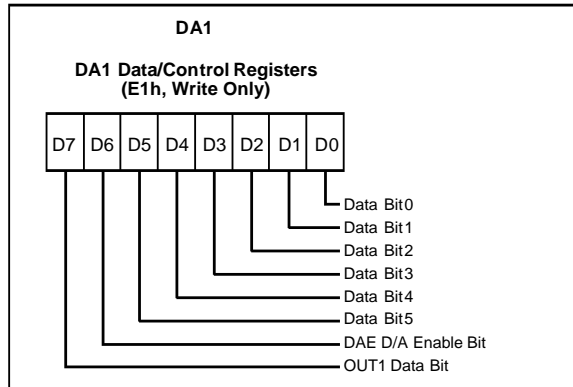 DA1
DA1 Data/Control Registers
(E1h, Write Only)
D7 D6 D5 D4 D3 D2 D1 D0
Data Bit0
Data Bit1
Data Bit2
Data Bit3
Data Bit4
Data Bit5
DAE D/A Enable Bit
OUT1 Data Bit